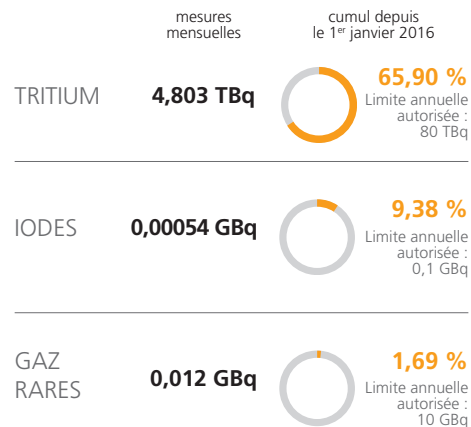 mesures
mensuelles
cumul depuis
le 1er janvier 2016
TRITIUM
4,803 TBq
65,90 %
Limite annuelle
autorisée :
80 TBq
IODES
0,00054 GBq
9,38 %
Limite annuelle
autorisée :
0,1 GBq
GAZ
RARES
0,012 GBq
1,69 %
Limite annuelle
autorisée :
10 GBq